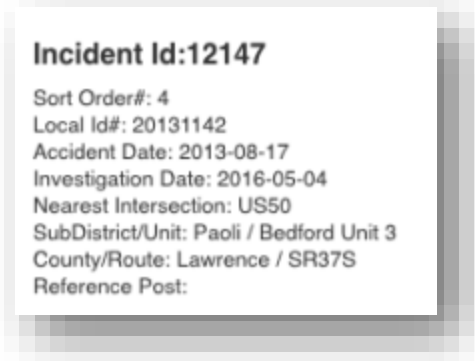 Incident Id:12147
Sort Order#: 4
Local Id#: 20131142
Accident Date: 2013-08-17
Investigation Date: 2016-05-04
Nearest Intersection: US50
SubDistrict/Unit: Paoli / Bedford Unit 3
County/Route: Lawrence / SR37S
Reference Post: